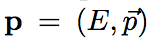 𝐩 = (E, p⃗)